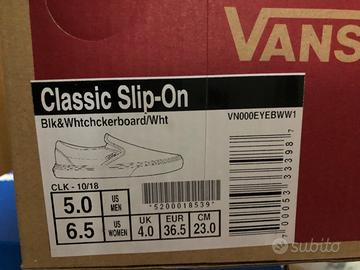 VANS
Classic Slip-On
Blk&Whtchckerboard/Wht
VN000EYEBWW1
CLK - 10/18
*5200018539*
5.0 US MEN
6.5 US WOMEN
UK 4.0
EUR 36.5
CM 23.0
subito